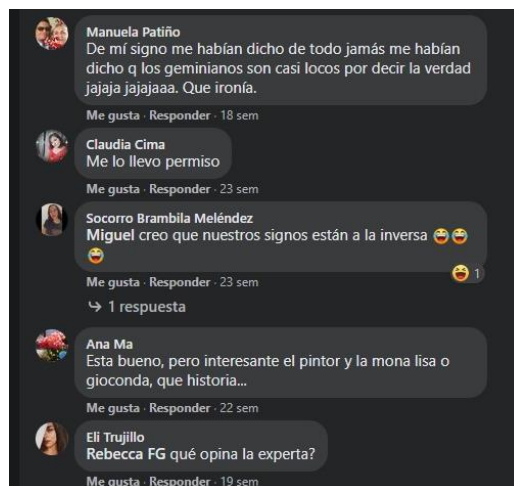 Manuela Patiño
De mí signo me habían dicho de todo jamás me habían
dicho q los geminianos son casi locos por decir la verdad
jajaja jajajaaa. Que ironía.
Me gusta · Responder · 18 sem
Claudia Cima
Me lo llevo permiso
Me gusta · Responder · 23 sem
Socorro Brambila Meléndez
Miguel creo que nuestros signos están a la inversa 😂😂
😂
😆 1
Me gusta · Responder · 23 sem
↪ 1 respuesta
Ana Ma
Esta bueno, pero interesante el pintor y la mona lisa o
gioconda, que historia...
Me gusta · Responder · 22 sem
Eli Trujillo
Rebecca FG qué opina la experta?
Me gusta · Responder · 19 sem